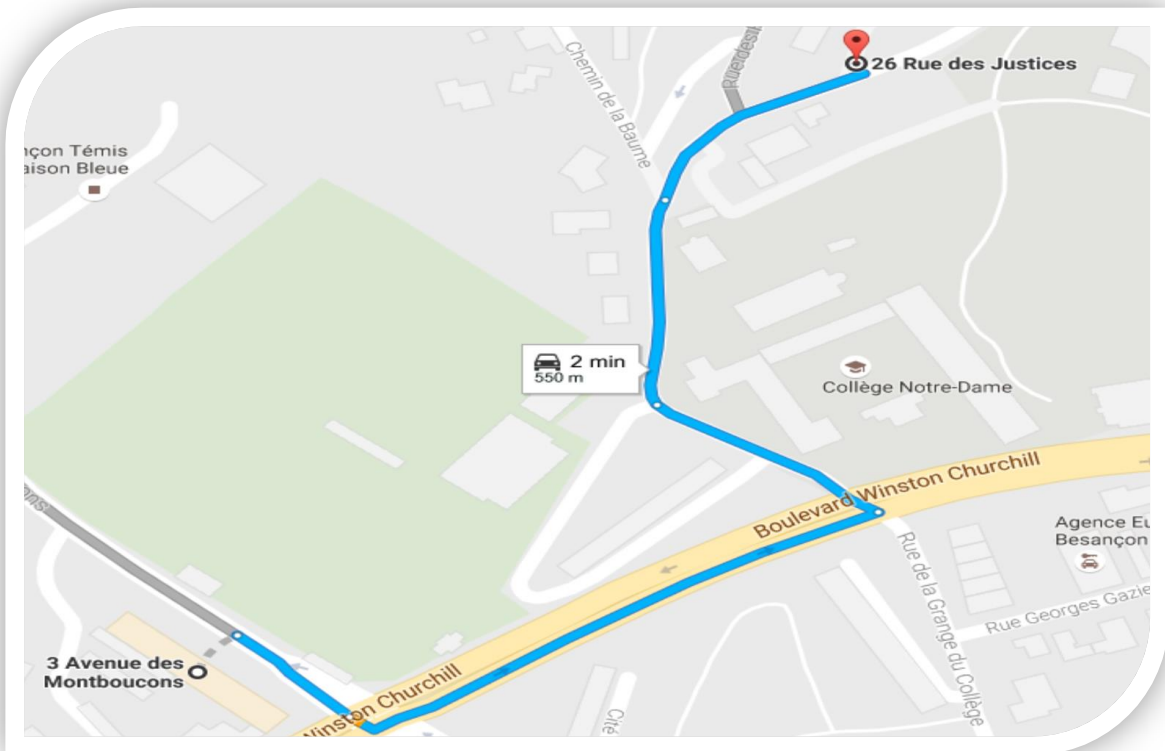 26 Rue des Justices
Chemin de la Baume
nçon Témis
aison Bleue
2 min
550 m
Collège Notre-Dame
Boulevard Winston Churchill
Agence Eu
Besançon
Rue de la Grange du Collège
Rue Georges Gazie
3 Avenue des
Montboucons
Winston Churchill
Cité